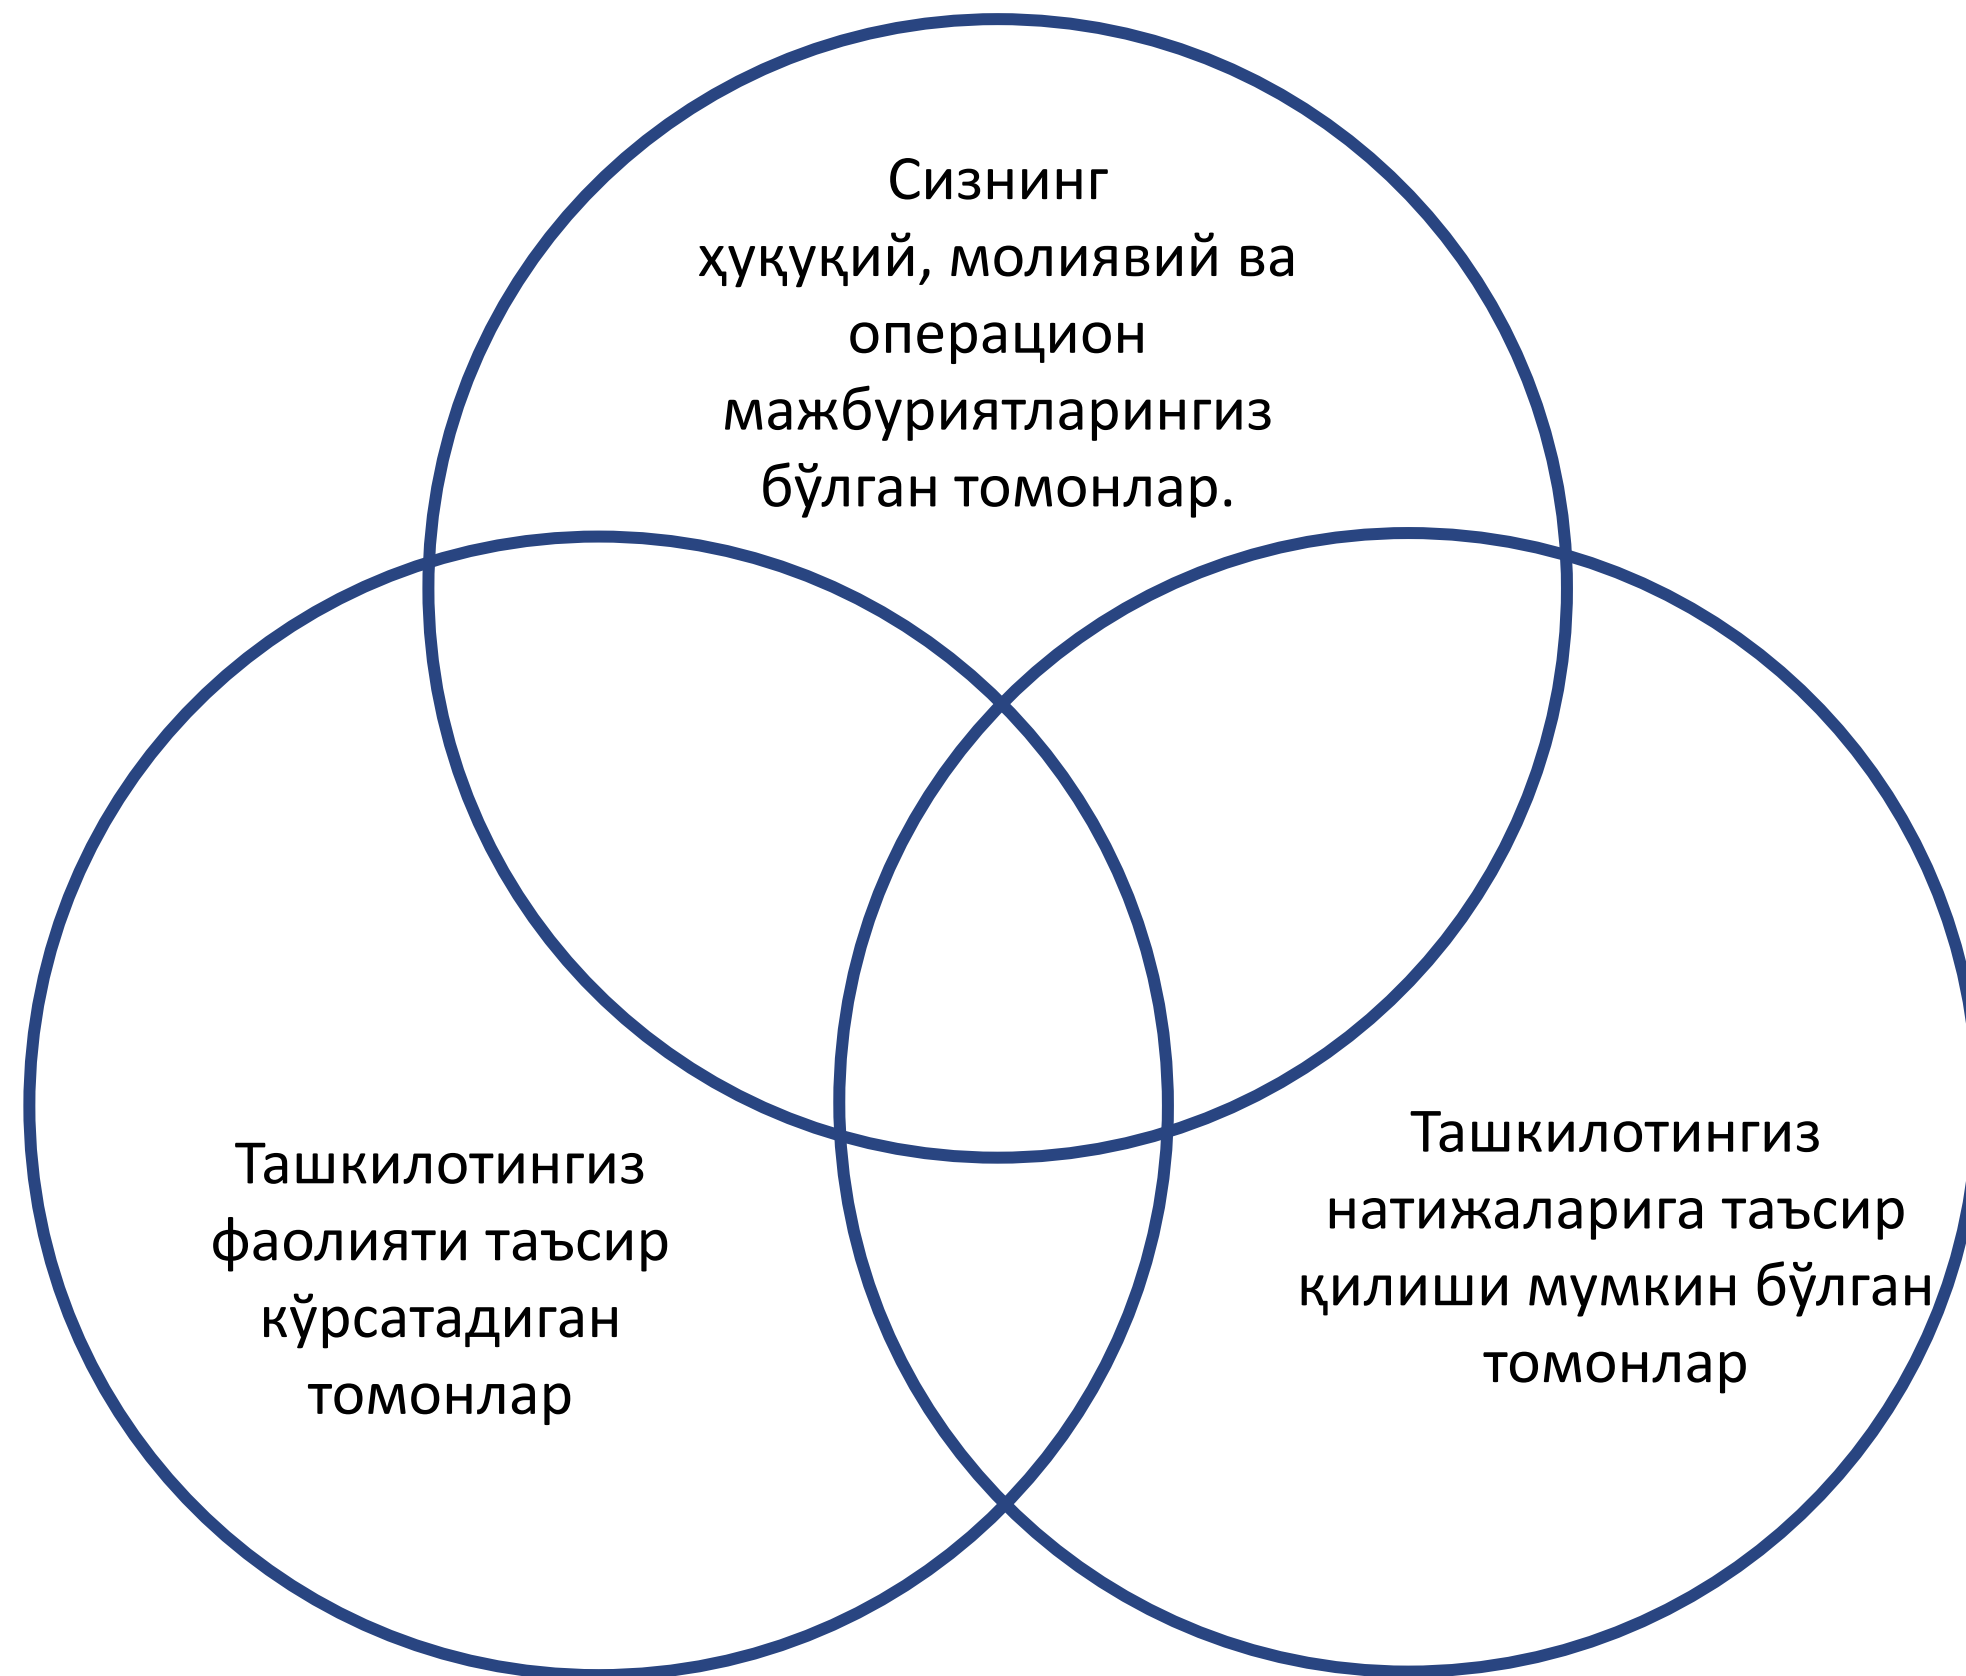 Сизнинг
ҳуқуқий, молиявий ва
операцион
мажбуриятларингиз
бўлган томонлар.
Ташкилотингиз
фаолияти таъсир
кўрсатадиган
томонлар
Ташкилотингиз
натижаларига таъсир
қилиши мумкин бўлган
томонлар